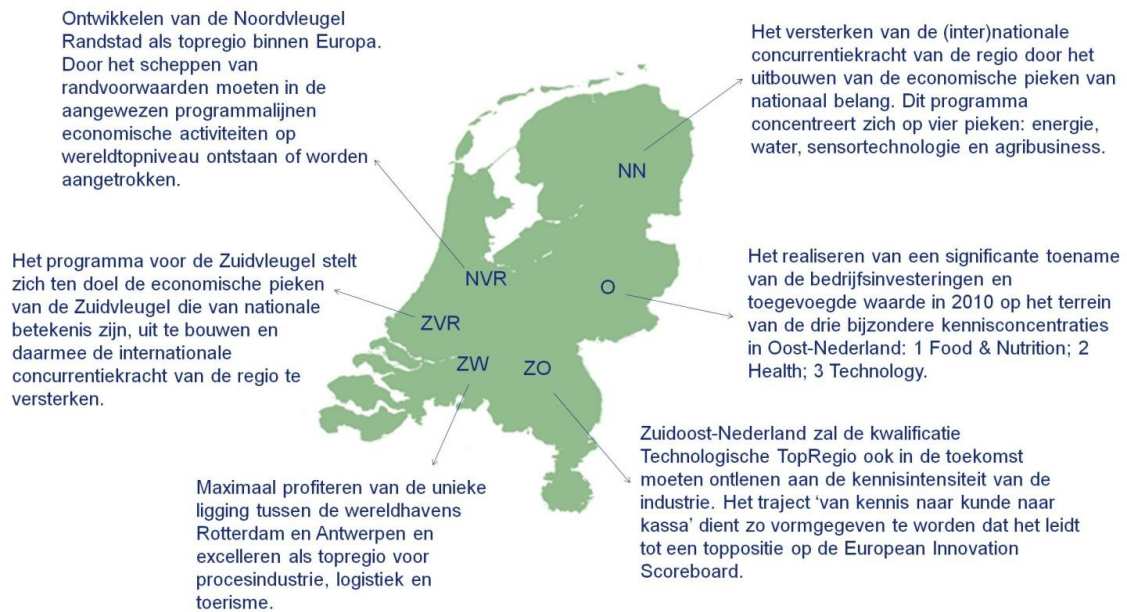 Ontwikkelen van de Noordvleugel
Randstad als topregio binnen Europa.
Door het scheppen van
randvoorwaarden moeten in de
aangewezen programmalijnen
economische activiteiten op
wereldtopniveau ontstaan of worden
aangetrokken.
Het versterken van de (inter)nationale
concurrentiekracht van de regio door het
uitbouwen van de economische pieken van
nationaal belang. Dit programma
concentreert zich op vier pieken: energie,
water, sensortechnologie en agribusiness.
NN
Het programma voor de Zuidvleugel stelt
zich ten doel de economische pieken
van de Zuidvleugel die van nationale
betekenis zijn, uit te bouwen en
daarmee de internationale
concurrentiekracht van de regio te
versterken.
NVR
O
ZVR
ZW
ZO
Het realiseren van een significante toename
van de bedrijfsinvesteringen en
toegevoegde waarde in 2010 op het terrein
van de drie bijzondere kennisconcentraties
in Oost-Nederland: 1 Food & Nutrition; 2
Health; 3 Technology.
Maximaal profiteren van de unieke
ligging tussen de wereldhavens
Rotterdam en Antwerpen en
excelleren als topregio voor
procesindustrie, logistiek en
toerisme.
Zuidoost-Nederland zal de kwalificatie
Technologische TopRegio ook in de toekomst
moeten ontlenen aan de kennisintensiteit van de
industrie. Het traject ‘van kennis naar kunde naar
kassa’ dient zo vormgegeven te worden dat het leidt
tot een toppositie op de European Innovation
Scoreboard.